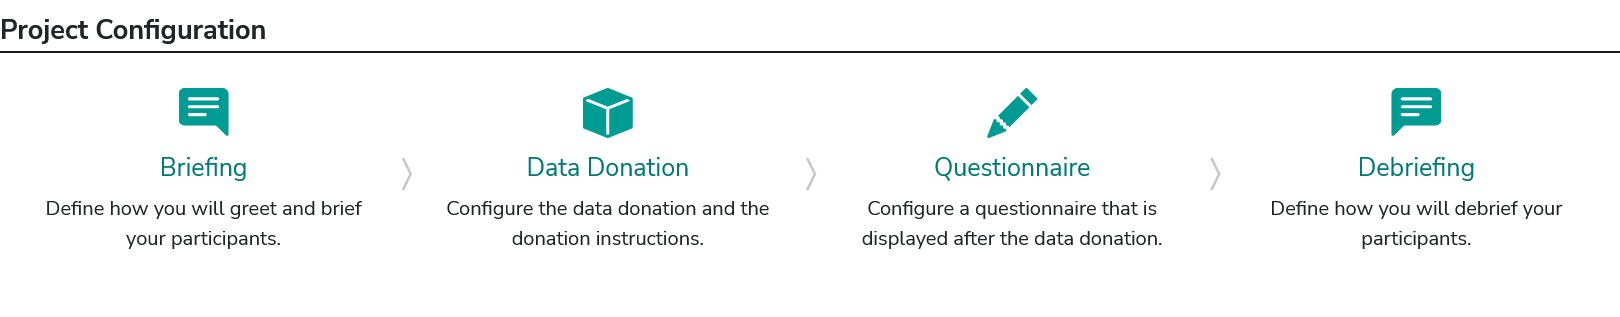 Project Configuration
Briefing
Define how you will greet and brief
your participants.
Data Donation
Configure the data donation and the
donation instructions.
Questionnaire
Configure a questionnaire that is
displayed after the data donation.
Debriefing
Define how you will debrief your
participants.